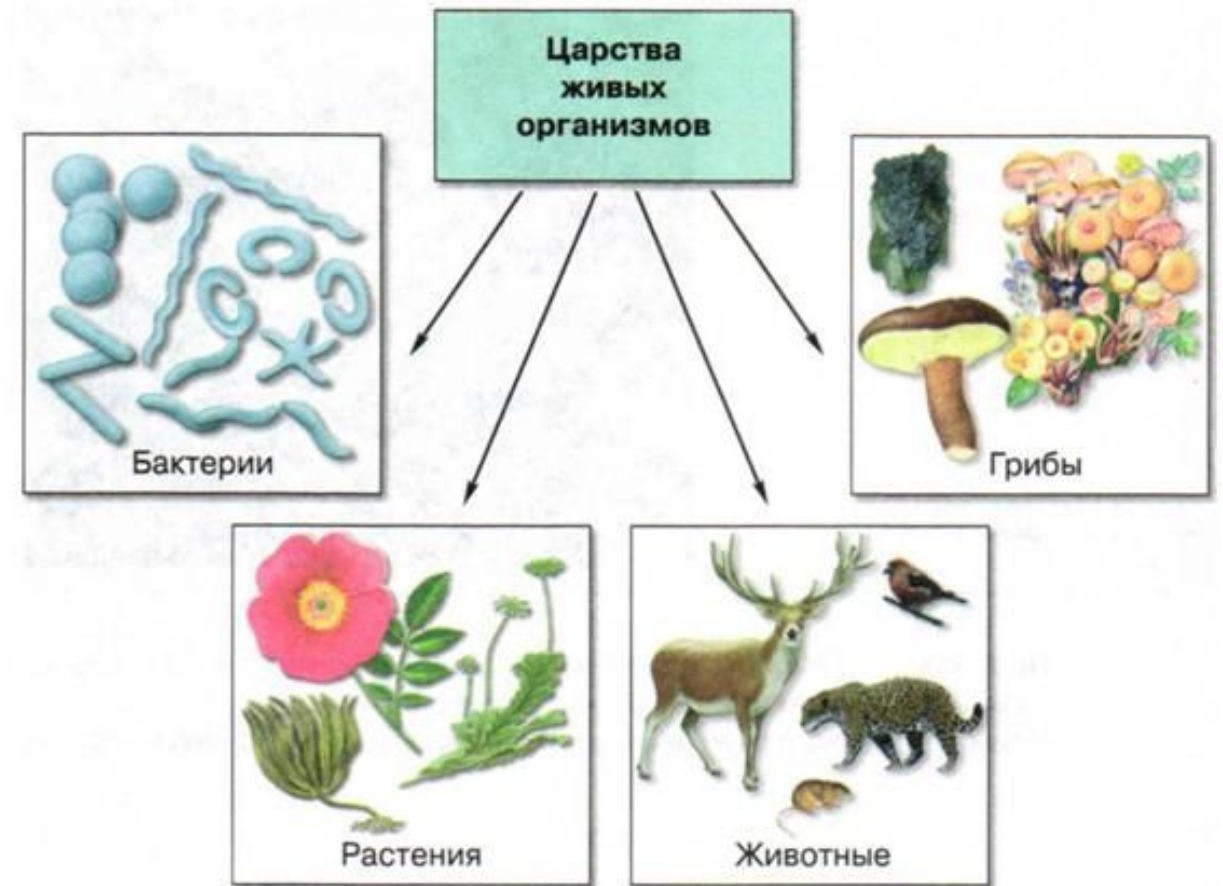 Царства
живых
организмов
Бактерии
Грибы
Растения
Животные